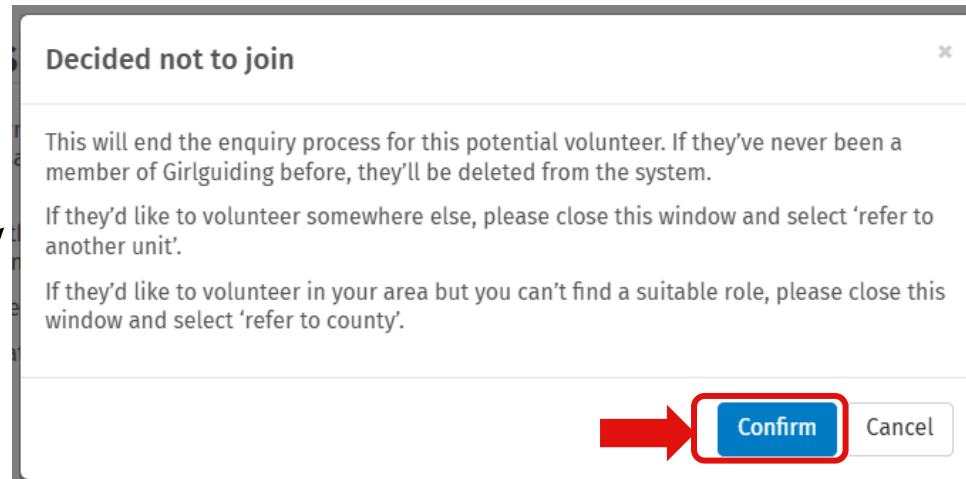 Decided not to join
×
This will end the enquiry process for this potential volunteer. If they’ve never been a
member of Girlguiding before, they’ll be deleted from the system.
If they’d like to volunteer somewhere else, please close this window and select ‘refer to
another unit’.
If they’d like to volunteer in your area but you can’t find a suitable role, please close this
window and select ‘refer to county’.
Confirm
Cancel